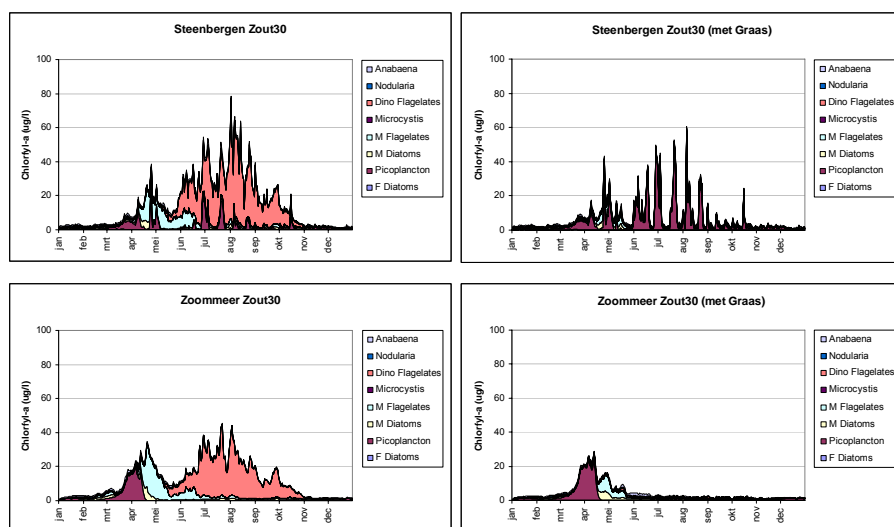 Steenbergen Zout30
Chlorfyl-a (ug/l)
100
80
60
40
20
0
jan feb mrt apr mei jun jul aug sep okt nov dec
Anabaena
Nodularia
Dino Flagelates
Microcystis
M Flagelates
M Diatoms
Picoplancton
F Diatoms
Steenbergen Zout30 (met Graas)
Chlorfyl-a (ug/l)
100
80
60
40
20
0
jan feb mrt apr mei jun jul aug sep okt nov dec
Anabaena
Nodularia
Dino Flagelates
Microcystis
M Flagelates
M Diatoms
Picoplancton
F Diatoms
Zoommeer Zout30
Chlorfyl-a (ug/l)
100
80
60
40
20
0
jan feb mrt apr mei jun jul aug sep okt nov dec
Anabaena
Nodularia
Dino Flagelates
Microcystis
M Flagelates
M Diatoms
Picoplancton
F Diatoms
Zoommeer Zout30 (met Graas)
Chlorfyl-a (ug/l)
100
80
60
40
20
0
jan feb mrt apr mei jun jul aug sep okt nov dec
Anabaena
Nodularia
Dino Flagelates
Microcystis
M Flagelates
M Diatoms
Picoplancton
F Diatoms